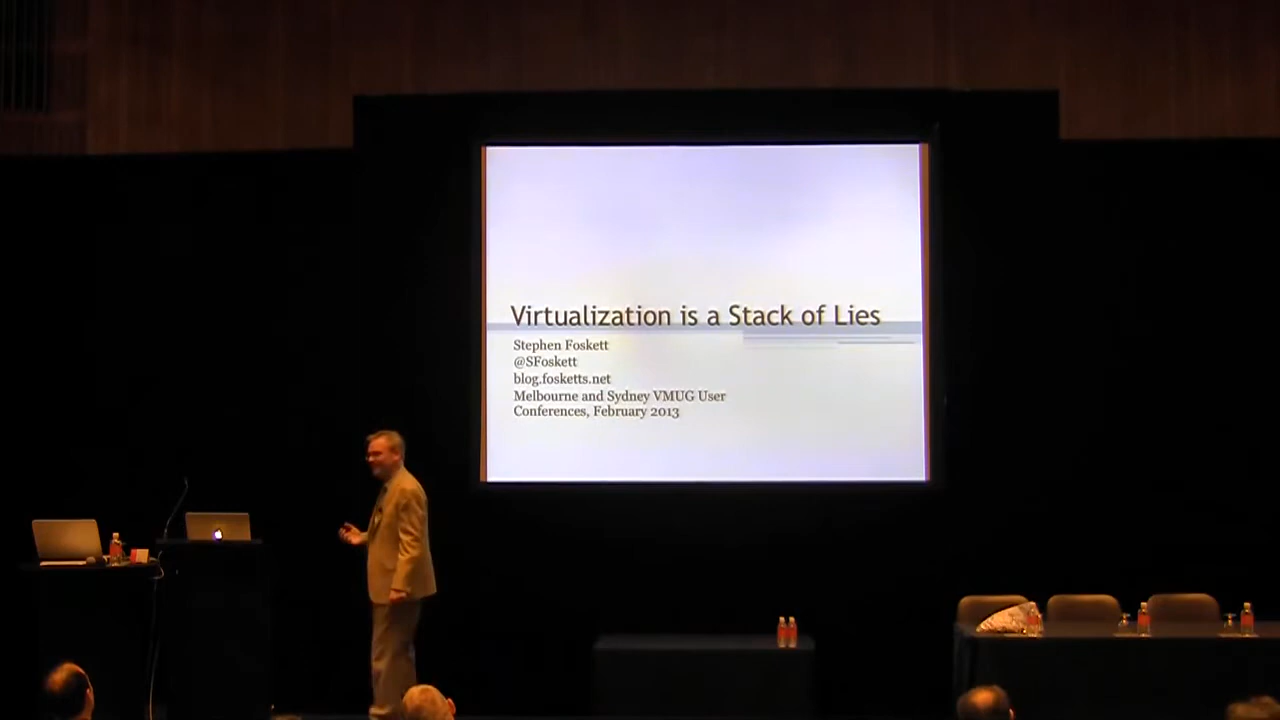 Virtualization is a Stack of Lies
Stephen Foskett
@SFoskett
blog.fosketts.net
Melbourne and Sydney VMUG User
Conferences, February 2013